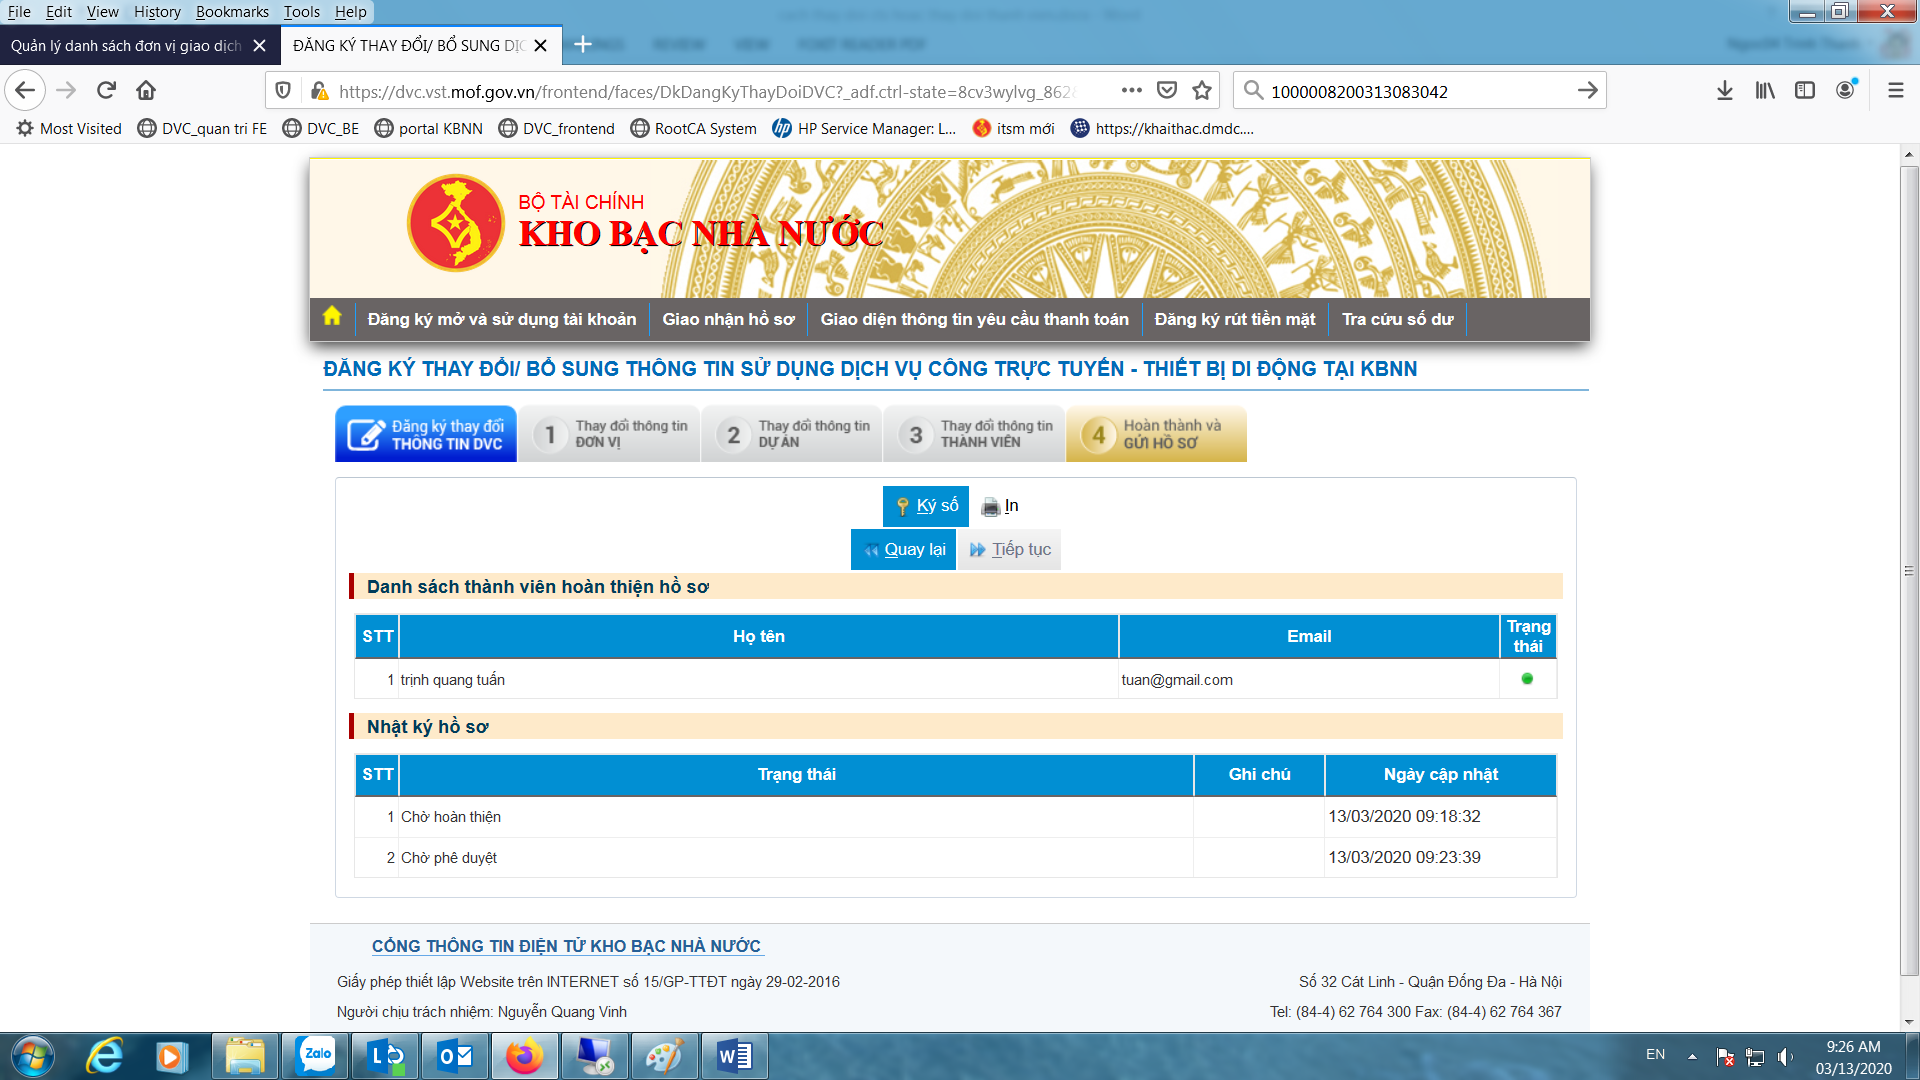 File Edit View History Bookmarks Tools Help
Quản lý danh sách đơn vị giao dịch
ĐĂNG KÝ THAY ĐỔI/ BỔ SUNG DỊC
https://dvc.vst.mof.gov.vn/frontend/faces/DkDangKyThayDoiDVC?_adf.ctrl-state=8cv3wylvg_862
1000008200313083042
Most Visited DVC_quan tri FE DVC_BE portal KBNN DVC_frontend RootCA System HP Service Manager: L... itsm mới https://khaithac.dmdc....
BỘ TÀI CHÍNH
KHO BẠC NHÀ NƯỚC
Đăng ký mở và sử dụng tài khoản Giao nhận hồ sơ Giao diện thông tin yêu cầu thanh toán Đăng ký rút tiền mặt Tra cứu số dư
ĐĂNG KÝ THAY ĐỔI/ BỔ SUNG THÔNG TIN SỬ DỤNG DỊCH VỤ CÔNG TRỰC TUYẾN - THIẾT BỊ DI ĐỘNG TẠI KBNN
Đăng ký thay đổi
THÔNG TIN DVC
1 Thay đổi thông tin
ĐƠN VỊ
2 Thay đổi thông tin
DỰ ÁN
3 Thay đổi thông tin
THÀNH VIÊN
4 Hoàn thành và
GỬI HỒ SƠ
Ký số In
Quay lại Tiếp tục
Danh sách thành viên hoàn thiện hồ sơ
STT Họ tên Email Trạng thái
1 trịnh quang tuấn tuan@gmail.com
Nhật ký hồ sơ
STT Trạng thái Ghi chú Ngày cập nhật
1 Chờ hoàn thiện 13/03/2020 09:18:32
2 Chờ phê duyệt 13/03/2020 09:23:39
CỔNG THÔNG TIN ĐIỆN TỬ KHO BẠC NHÀ NƯỚC
Giấy phép thiết lập Website trên INTERNET số 15/GP-TTĐT ngày 29-02-2016
Số 32 Cát Linh - Quận Đống Đa - Hà Nội
Người chịu trách nhiệm: Nguyễn Quang Vinh
Tel: (84-4) 62 764 300 Fax: (84-4) 62 764 367
Zalo
EN
9:26 AM
03/13/2020